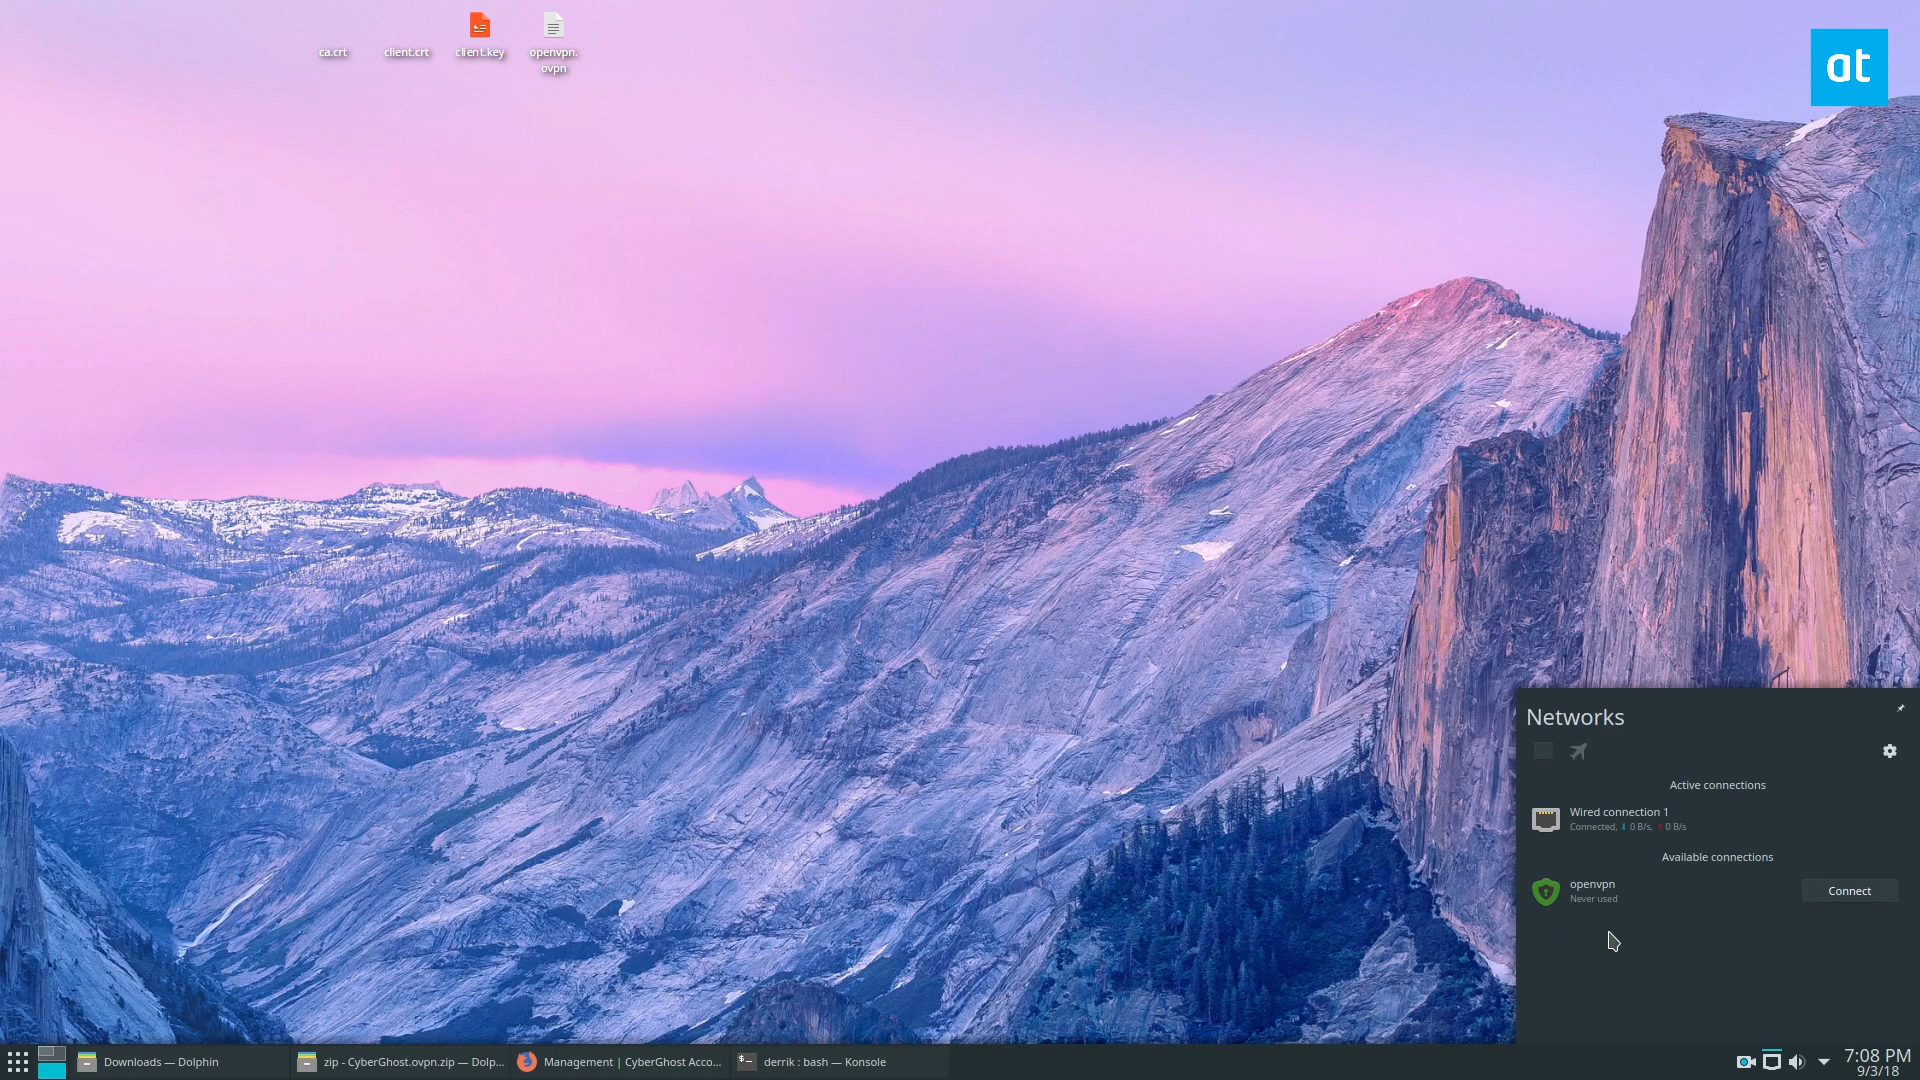 ca.crt
client.crt
client.key
openvpn.
ovpn
at
Networks
Active connections
Wired connection 1
Connected, ⬇ 0 B/s, ⬆ 0 B/s
Available connections
openvpn
Never used
Connect
Downloads — Dolphin
zip - CyberGhost.ovpn.zip — Dolp...
Management | CyberGhost Acco...
derrik : bash — Konsole
7:08 PM
9/3/18